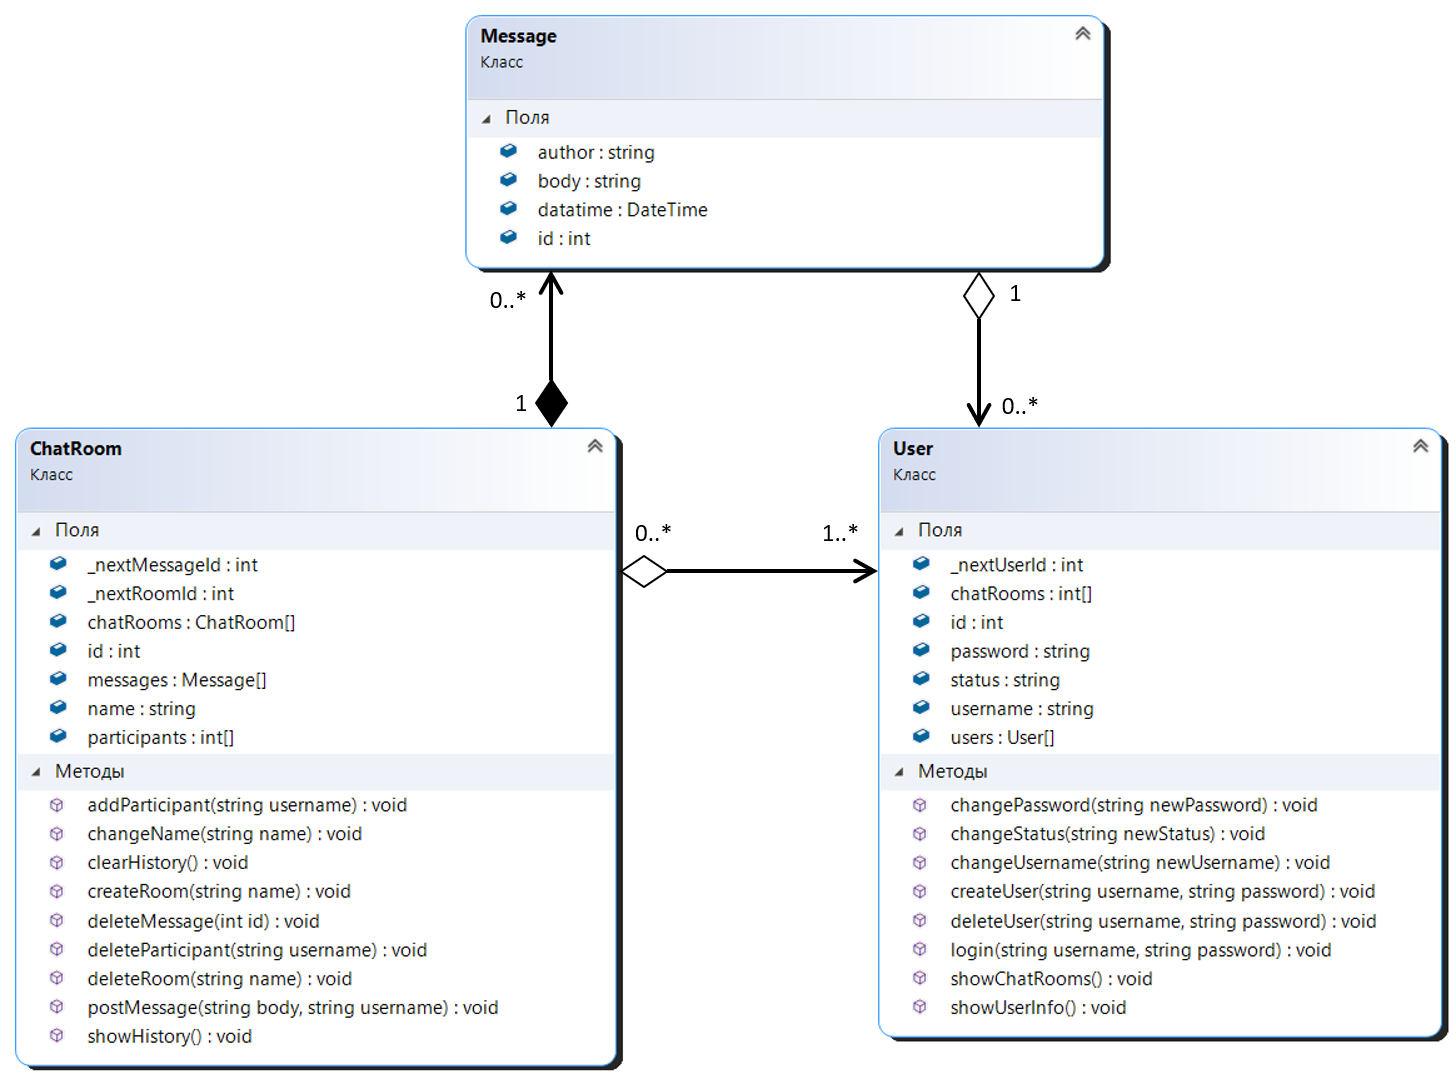 Message
Класс
Поля
author : string
body : string
datatime : DateTime
id : int
0..*
1
1
0..*
ChatRoom
Класс
Поля
_nextMessageId : int
_nextRoomId : int
chatRooms : ChatRoom[]
id : int
messages : Message[]
name : string
participants : int[]
Методы
addParticipant(string username) : void
changeName(string name) : void
clearHistory() : void
createRoom(string name) : void
deleteMessage(int id) : void
deleteParticipant(string username) : void
deleteRoom(string name) : void
postMessage(string body, string username) : void
showHistory() : void
0..*
1..*
User
Класс
Поля
_nextUserId : int
chatRooms : int[]
id : int
password : string
status : string
username : string
users : User[]
Методы
changePassword(string newPassword) : void
changeStatus(string newStatus) : void
changeUsername(string newUsername) : void
createUser(string username, string password) : void
deleteUser(string username, string password) : void
login(string username, string password) : void
showChatRooms() : void
showUserInfo() : void